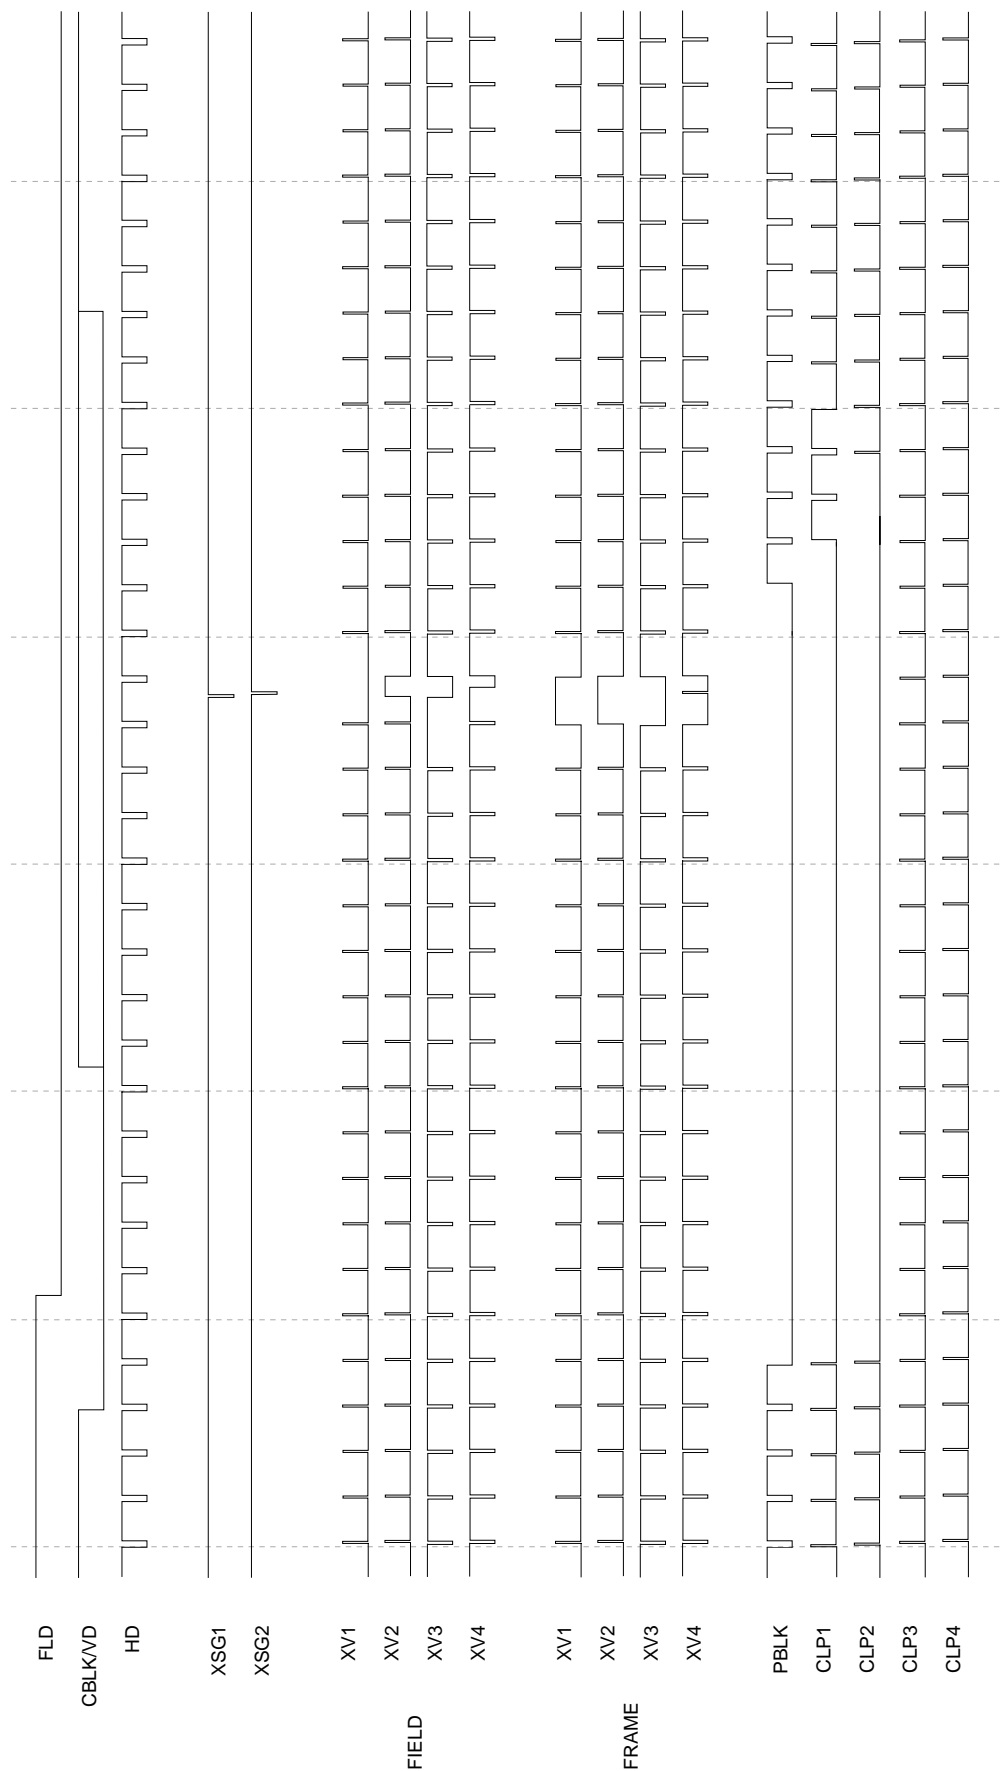 FLD
CBLK/VD
HD
XSG1
XSG2
XV1
XV2
XV3
XV4
FIELD
XV1
XV2
XV3
XV4
FRAME
PBLK
CLP1
CLP2
CLP3
CLP4